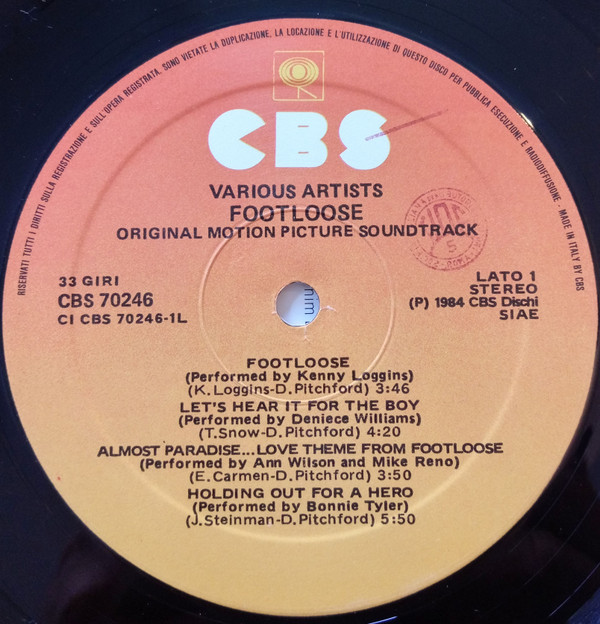 RISERVATI TUTTI I DIRITTI SULLA REGISTRAZIONE E SULL'OPERA REGISTRATA. SONO VIETATE LA DUPLICAZIONE, LA LOCAZIONE E L'UTILIZZAZIONE DI QUESTO DISCO PER PUBBLICA ESECUZIONE E RADIODIFFUSIONE - MADE IN ITALY BY CBS
CBS
VARIOUS ARTISTS
FOOTLOOSE
ORIGINAL MOTION PICTURE SOUNDTRACK
33 GIRI
CBS 70246
CI CBS 70246-1L
LATO 1
STEREO
(P) 1984 CBS Dischi
SIAE
FOOTLOOSE
(Performed by Kenny Loggins)
(K. Loggins-D. Pitchford) 3:46
LET'S HEAR IT FOR THE BOY
(Performed by Deniece Williams)
(T. Snow-D. Pitchford) 4:20
ALMOST PARADISE...LOVE THEME FROM FOOTLOOSE
(Performed by Ann Wilson and Mike Reno)
(E. Carmen-D. Pitchford) 3:50
HOLDING OUT FOR A HERO
(Performed by Bonnie Tyler)
(J. Steinman-D. Pitchford) 5:50